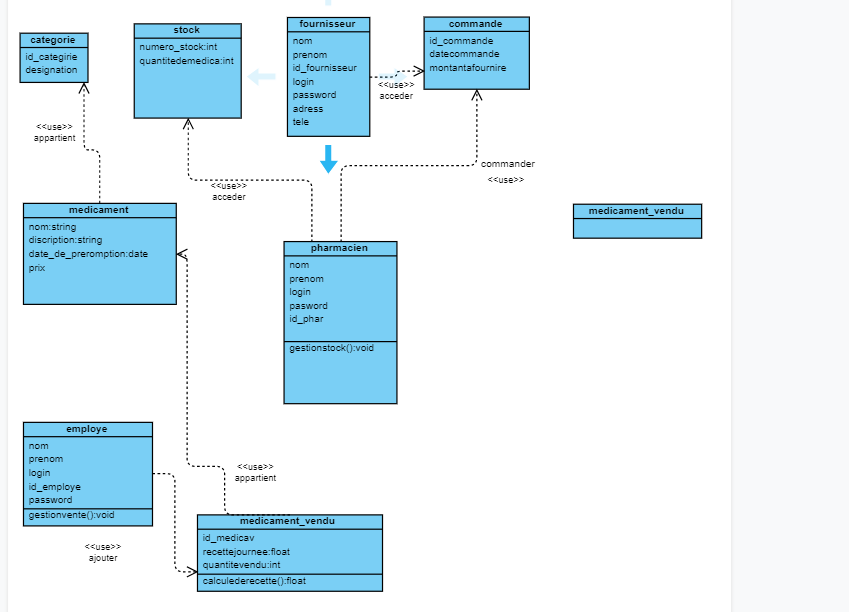 categorie
id_categirie
designation
stock
numero_stock:int
quantitedemedica:int
fournisseur
nom
prenom
id_fournisseur
login
password
adress
tele
commande
id_commande
datecommande
montantafournire
<<use>>
acceder
<<use>>
appartient
<<use>>
acceder
commander
<<use>>
medicament
nom:string
discription:string
date_de_preromption:date
prix
medicament_vendu
pharmacien
nom
prenom
login
pasword
id_phar
gestionstock():void
employe
nom
prenom
login
id_employe
password
gestionvente():void
<<use>>
appartient
<<use>>
ajouter
medicament_vendu
id_medicav
recettejournee:float
quantitevendu:int
calculederecette():float